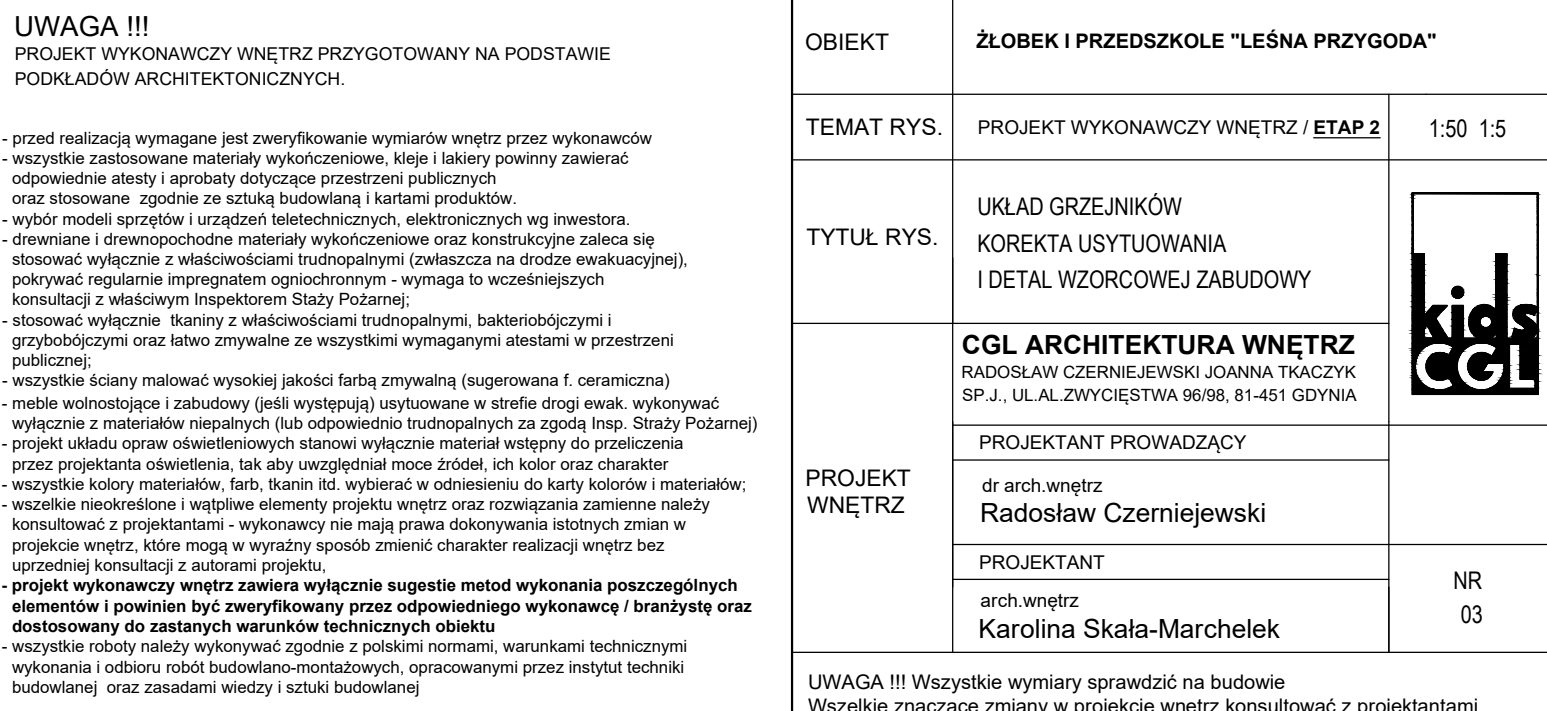 UWAGA !!!
PROJEKT WYKONAWCZY WNĘTRZ PRZYGOTOWANY NA PODSTAWIE
PODKŁADÓW ARCHITEKTONICZNYCH.
- przed realizacją wymagane jest zweryfikowanie wymiarów wnętrz przez wykonawców
- wszystkie zastosowane materiały wykończeniowe, kleje i lakiery powinny zawierać
odpowiednie atesty i aprobaty dotyczące przestrzeni publicznych
oraz stosowane zgodnie ze sztuką budowlaną i kartami produktów.
- wybór modeli sprzętów i urządzeń teletechnicznych, elektronicznych wg inwestora.
- drewniane i drewnopochodne materiały wykończeniowe oraz konstrukcyjne zaleca się
stosować wyłącznie z właściwościami trudnopalnymi (zwłaszcza na drodze ewakuacyjnej),
pokrywać regularnie impregnatem ogniochronnym - wymaga to wcześniejszych
konsultacji z właściwym Inspektorem Staży Pożarnej;
- stosować wyłącznie tkaniny z właściwościami trudnopalnymi, bakteriobójczymi i
grzybobójczymi oraz łatwo zmywalne ze wszystkimi wymaganymi atestami w przestrzeni
publicznej;
- wszystkie ściany malować wysokiej jakości farbą zmywalną (sugerowana f. ceramiczna)
- meble wolnostojące i zabudowy (jeśli występują) usytuowane w strefie drogi ewak. wykonywać
wyłącznie z materiałów niepalnych (lub odpowiednio trudnopalnych za zgodą Insp. Straży Pożarnej)
- projekt układu opraw oświetleniowych stanowi wyłącznie materiał wstępny do przeliczenia
przez projektanta oświetlenia, tak aby uwzględniał moce źródeł, ich kolor oraz charakter
- wszystkie kolory materiałów, farb, tkanin itd. wybierać w odniesieniu do karty kolorów i materiałów;
- wszelkie nieokreślone i wątpliwe elementy projektu wnętrz oraz rozwiązania zamienne należy
konsultować z projektantami - wykonawcy nie mają prawa dokonywania istotnych zmian w
projekcie wnętrz, które mogą w wyraźny sposób zmienić charakter realizacji wnętrz bez
uprzedniej konsultacji z autorami projektu,
- projekt wykonawczy wnętrz zawiera wyłącznie sugestie metod wykonania poszczególnych
elementów i powinien być zweryfikowany przez odpowiedniego wykonawcę / branżystę oraz
dostosowany do zastanych warunków technicznych obiektu
- wszystkie roboty należy wykonywać zgodnie z polskimi normami, warunkami technicznymi
wykonania i odbioru robót budowlano-montażowych, opracowanymi przez instytut techniki
budowlanej oraz zasadami wiedzy i sztuki budowlanej
OBIEKT
ŻŁOBEK I PRZEDSZKOLE "LEŚNA PRZYGODA"
TEMAT RYS.
PROJEKT WYKONAWCZY WNĘTRZ / ETAP 2
1:50 1:5
TYTUŁ RYS.
UKŁAD GRZEJNIKÓW
KOREKTA USYTUOWANIA
I DETAL WZORCOWEJ ZABUDOWY
kids
CGL
PROJEKT
WNĘTRZ
CGL ARCHITEKTURA WNĘTRZ
RADOSŁAW CZERNIEJEWSKI JOANNA TKACZYK
SP.J., UL.AL.ZWYCIĘSTWA 96/98, 81-451 GDYNIA
PROJEKTANT PROWADZĄCY
dr arch.wnętrz
Radosław Czerniejewski
PROJEKTANT
arch.wnętrz
Karolina Skała-Marchelek
NR
03
UWAGA !!! Wszystkie wymiary sprawdzić na budowie
Wszelkie znaczące zmiany w projekcie wnętrz konsultować z projektantami